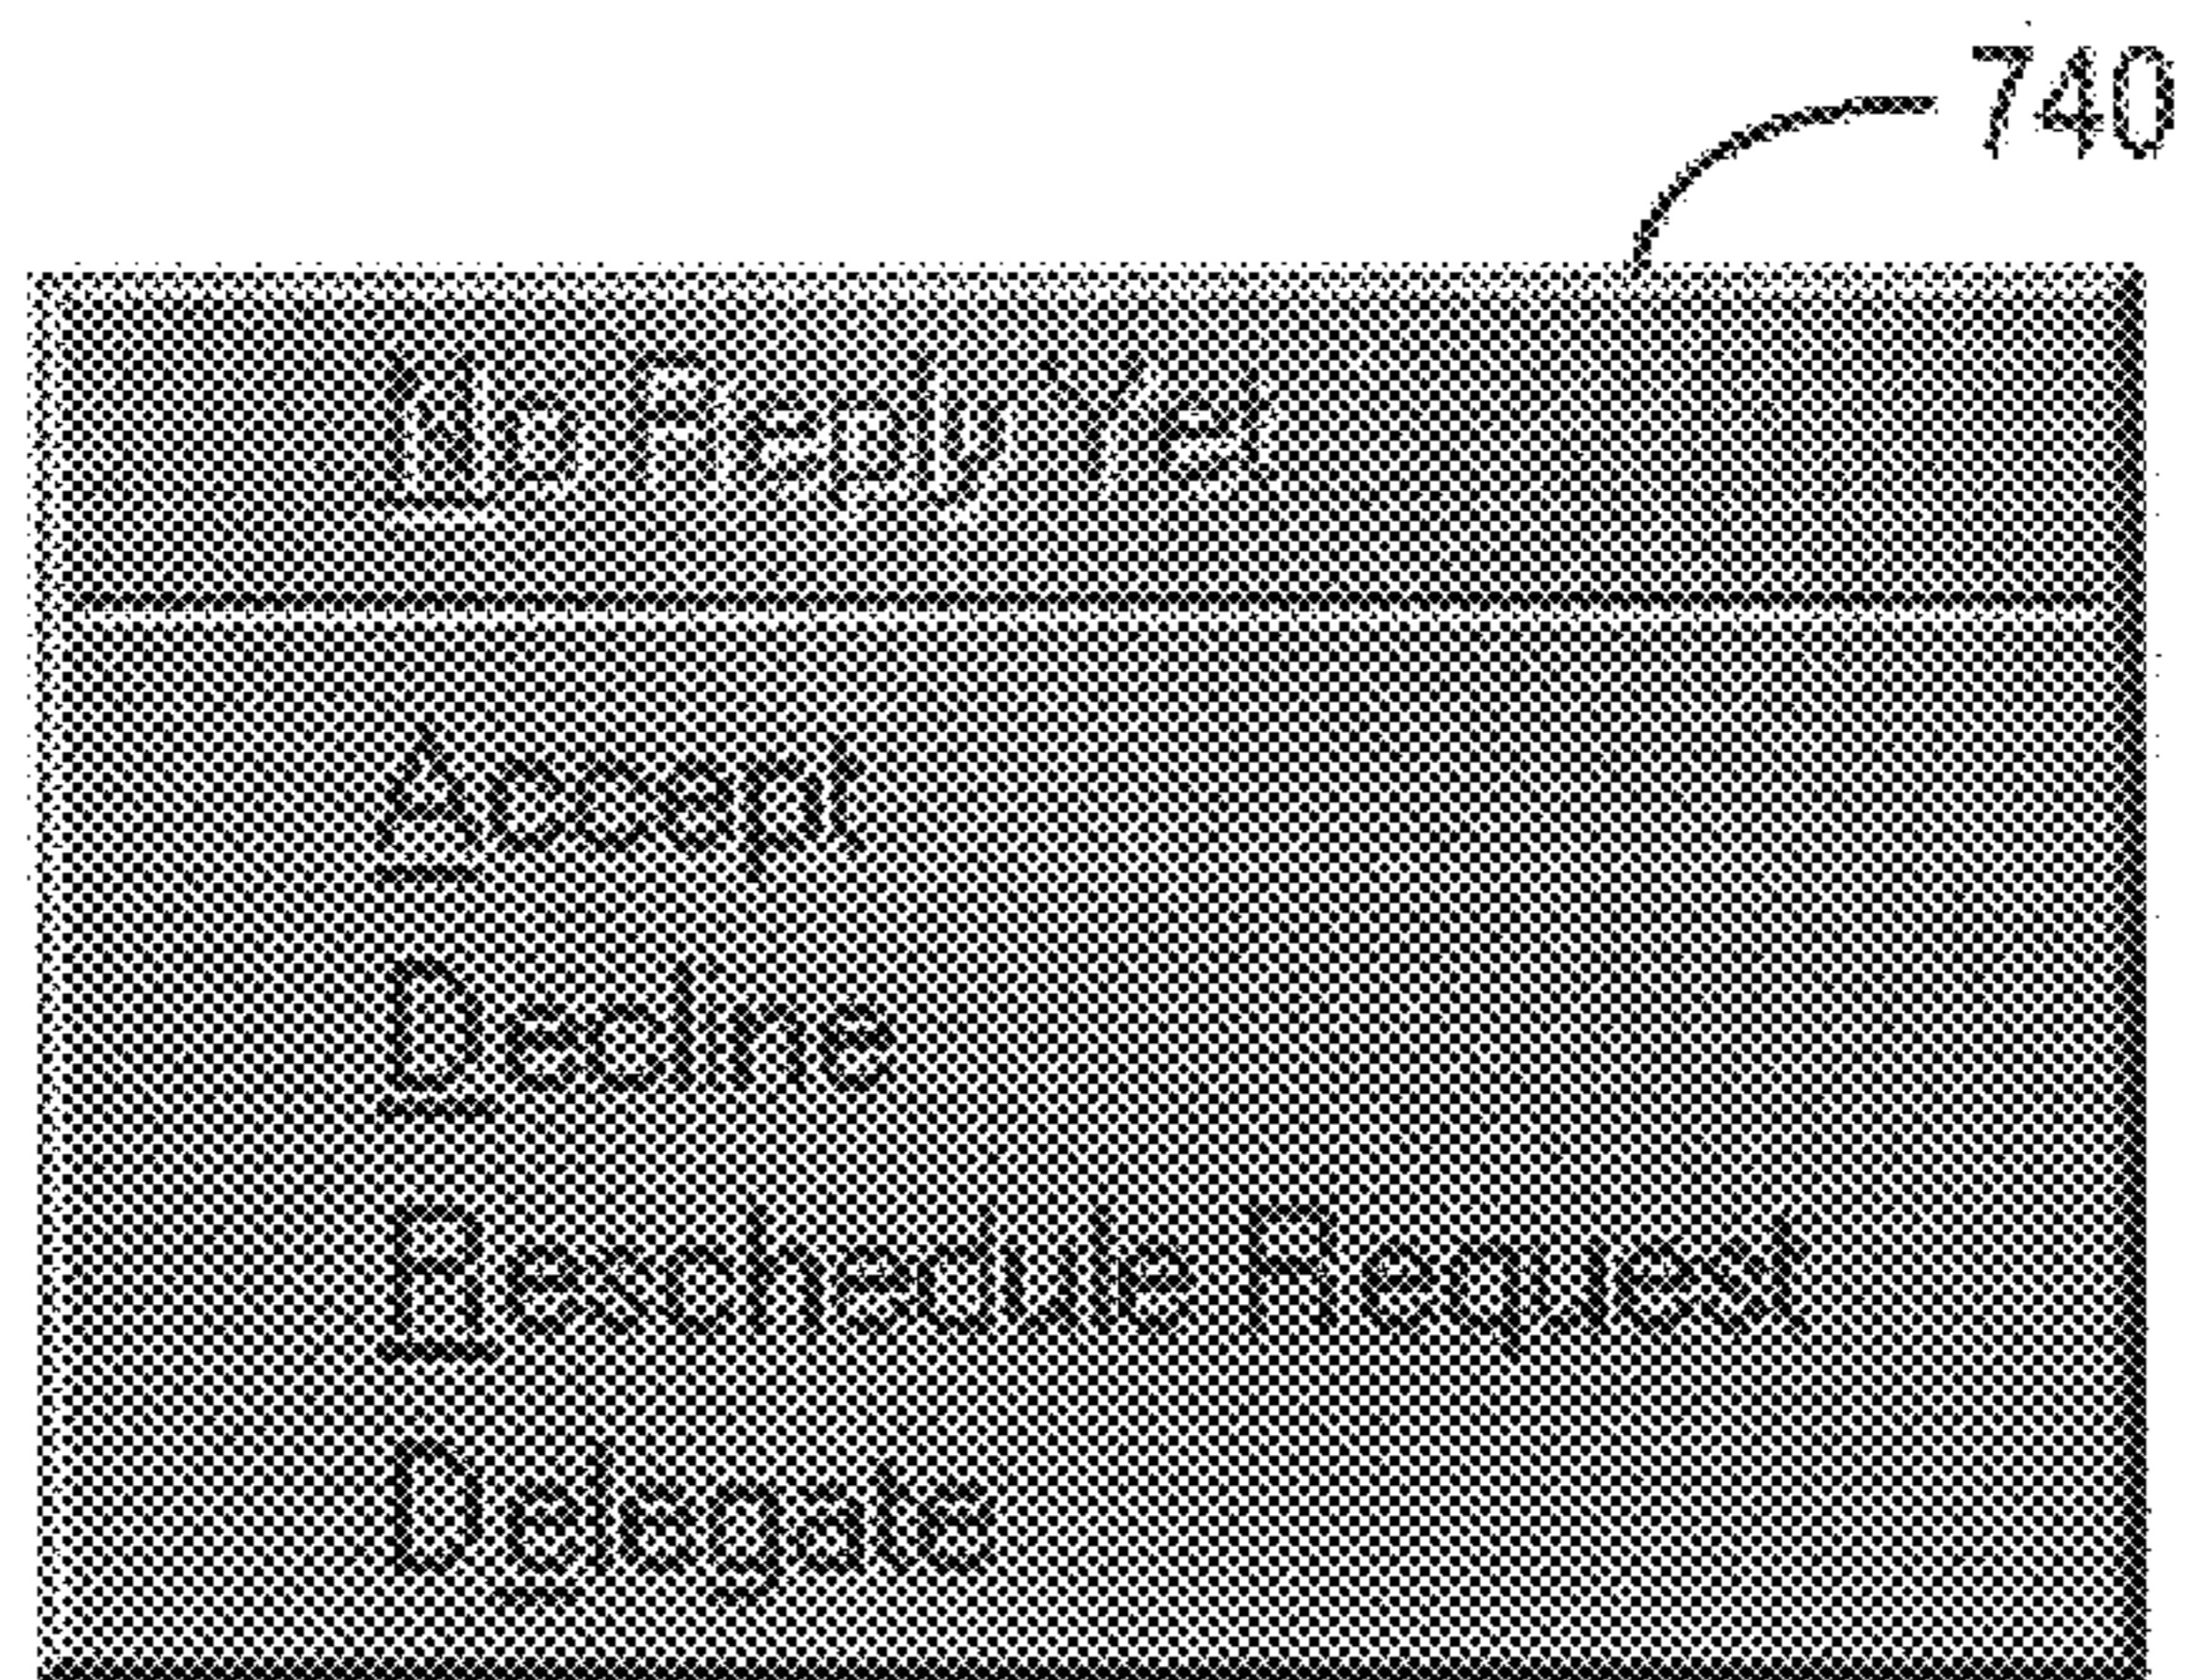 740
No Reply Yet
Accept
Decline
Reschedule Request
Delegate